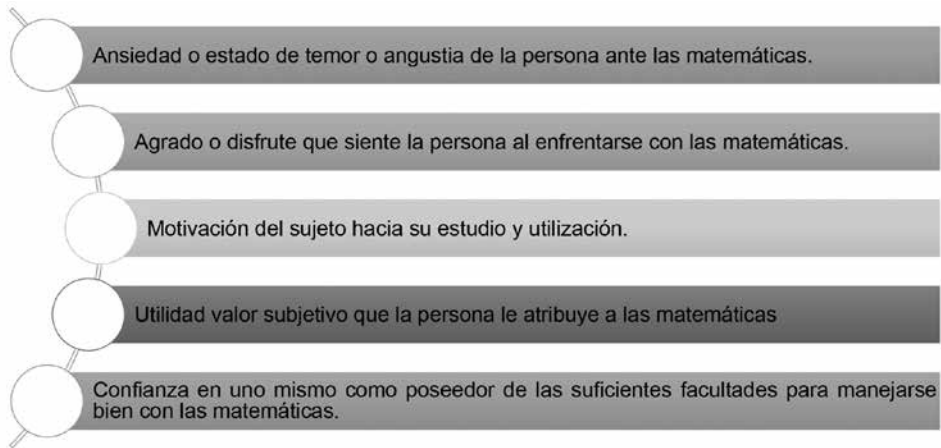 Ansiedad o estado de temor o angustia de la persona ante las matemáticas.
Agrado o disfrute que siente la persona al enfrentarse con las matemáticas.
Motivación del sujeto hacia su estudio y utilización.
Utilidad valor subjetivo que la persona le atribuye a las matemáticas
Confianza en uno mismo como poseedor de las suficientes facultades para manejarse
bien con las matemáticas.